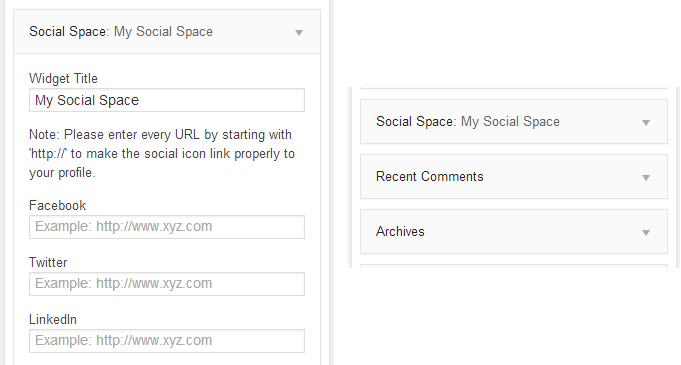 Social Space: My Social Space
Widget Title
My Social Space
Note: Please enter every URL by starting with
'http://' to make the social icon link properly to
your profile.
Facebook
Example: http://www.xyz.com
Twitter
Example: http://www.xyz.com
LinkedIn
Example: http://www.xyz.com
Social Space: My Social Space
Recent Comments
Archives